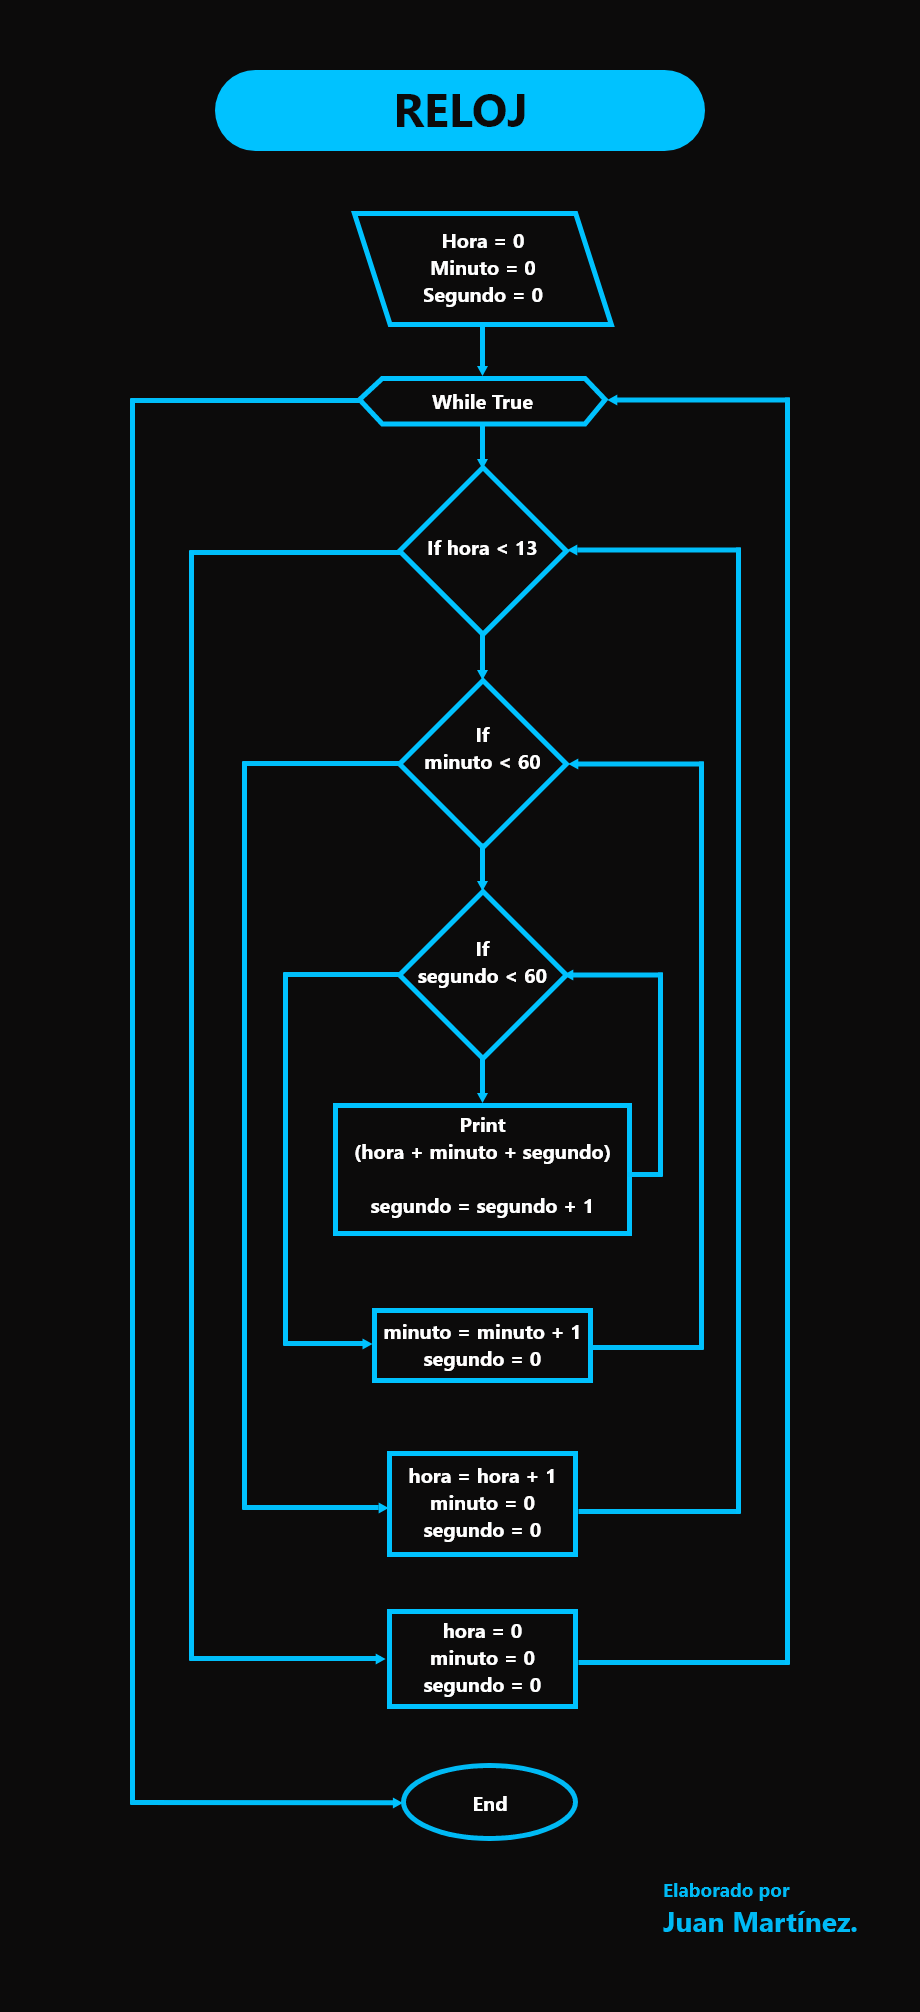 RELOJ
Hora = 0
Minuto = 0
Segundo = 0
While True
If hora < 13
If
minuto < 60
If
segundo < 60
Print
(hora + minuto + segundo)
segundo = segundo + 1
minuto = minuto + 1
segundo = 0
hora = hora + 1
minuto = 0
segundo = 0
hora = 0
minuto = 0
segundo = 0
End
Elaborado por
Juan Martínez.